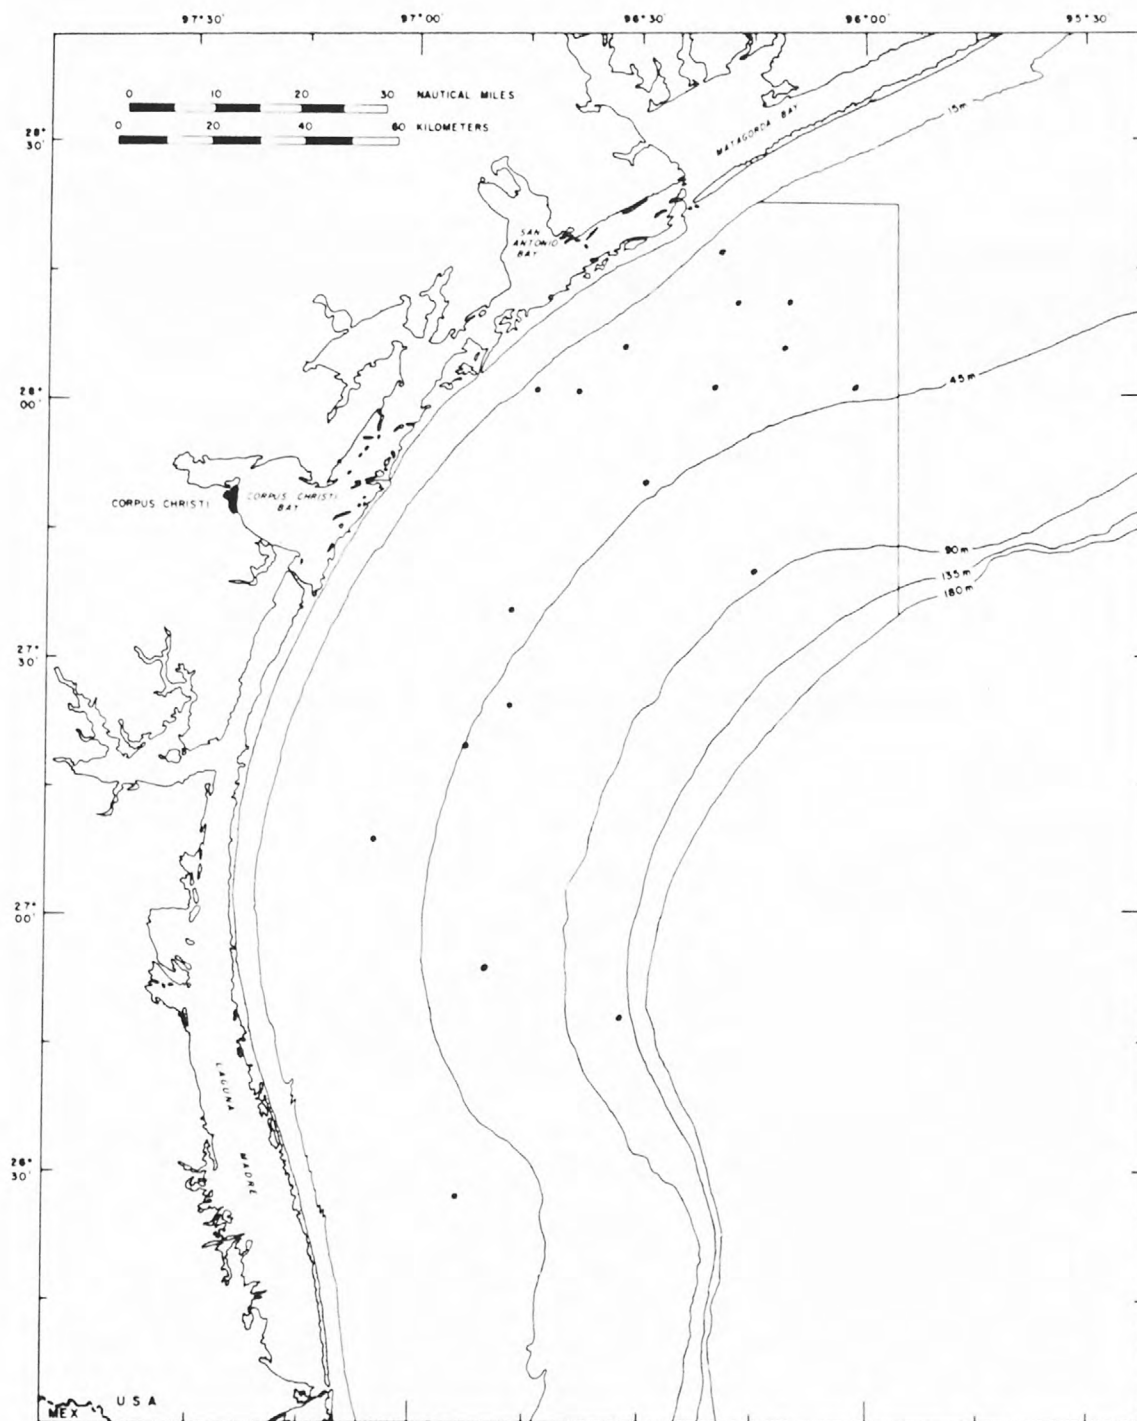 97°30' 97°00' 96°30' 96°00' 95°30'
0 10 20 30 NAUTICAL MILES
0 20 40 60 KILOMETERS
28°
30'
MATAGORDA BAY
15m
SAN
ANTONIO
BAY
45m
28°
00'
CORPUS CHRISTI
CORPUS CHRISTI
BAY
90m
135m
180m
27°
30'
27°
00'
LAGUNA
MADRE
26°
30'
USA
MEX